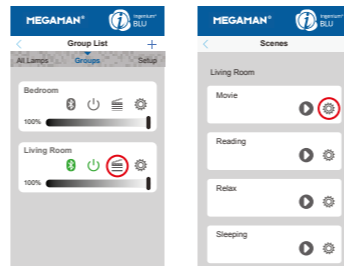 MEGAMAN® ingenium® BLU
Group List
All Lamps Groups Setup
Bedroom
100%
Living Room
100%
MEGAMAN® ingenium® BLU
Scenes
Living Room
Movie
Reading
Relax
Sleeping